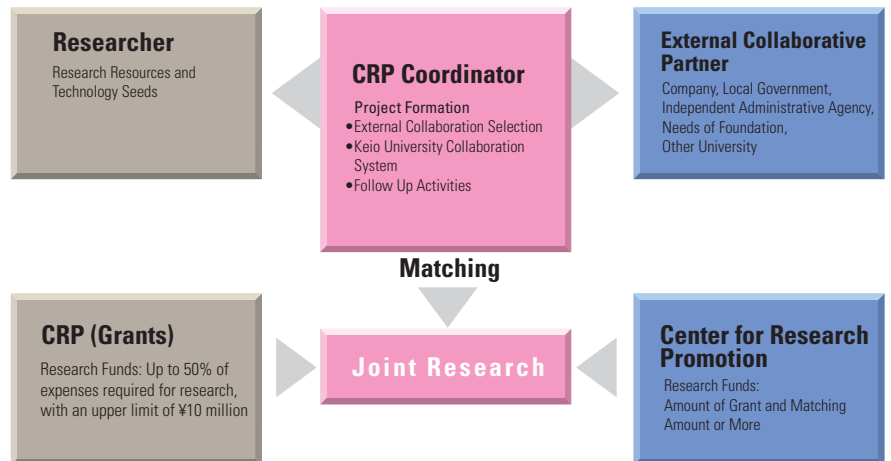 Researcher
Research Resources and
Technology Seeds
CRP Coordinator
Project Formation
•External Collaboration Selection
•Keio University Collaboration
System
•Follow Up Activities
External Collaborative
Partner
Company, Local Government,
Independent Administrative Agency,
Needs of Foundation,
Other University
Matching
CRP (Grants)
Research Funds: Up to 50% of
expenses required for research,
with an upper limit of ¥10 million
Joint Research
Center for Research
Promotion
Research Funds:
Amount of Grant and Matching
Amount or More